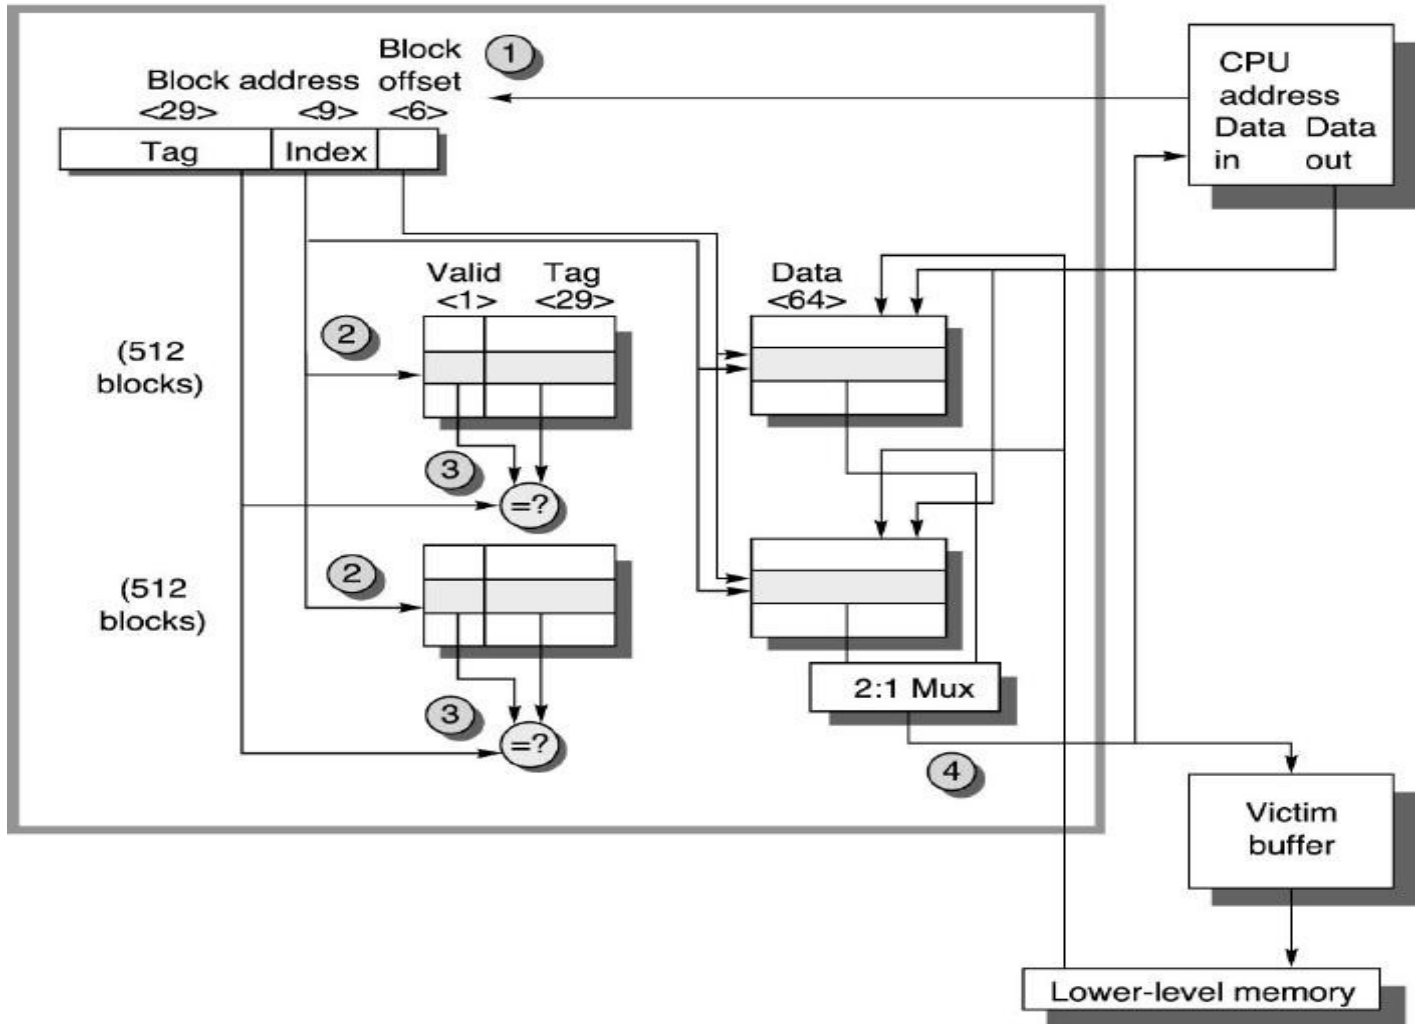 Block
offset
1
Block address
<29>
<9>
<6>
Tag
Index
CPU
address
Data
in
Data
out
Valid
<1>
Tag
<29>
Data
<64>
(512
blocks)
2
3
=?
(512
blocks)
2
3
=?
2:1 Mux
4
Victim
buffer
Lower-level memory